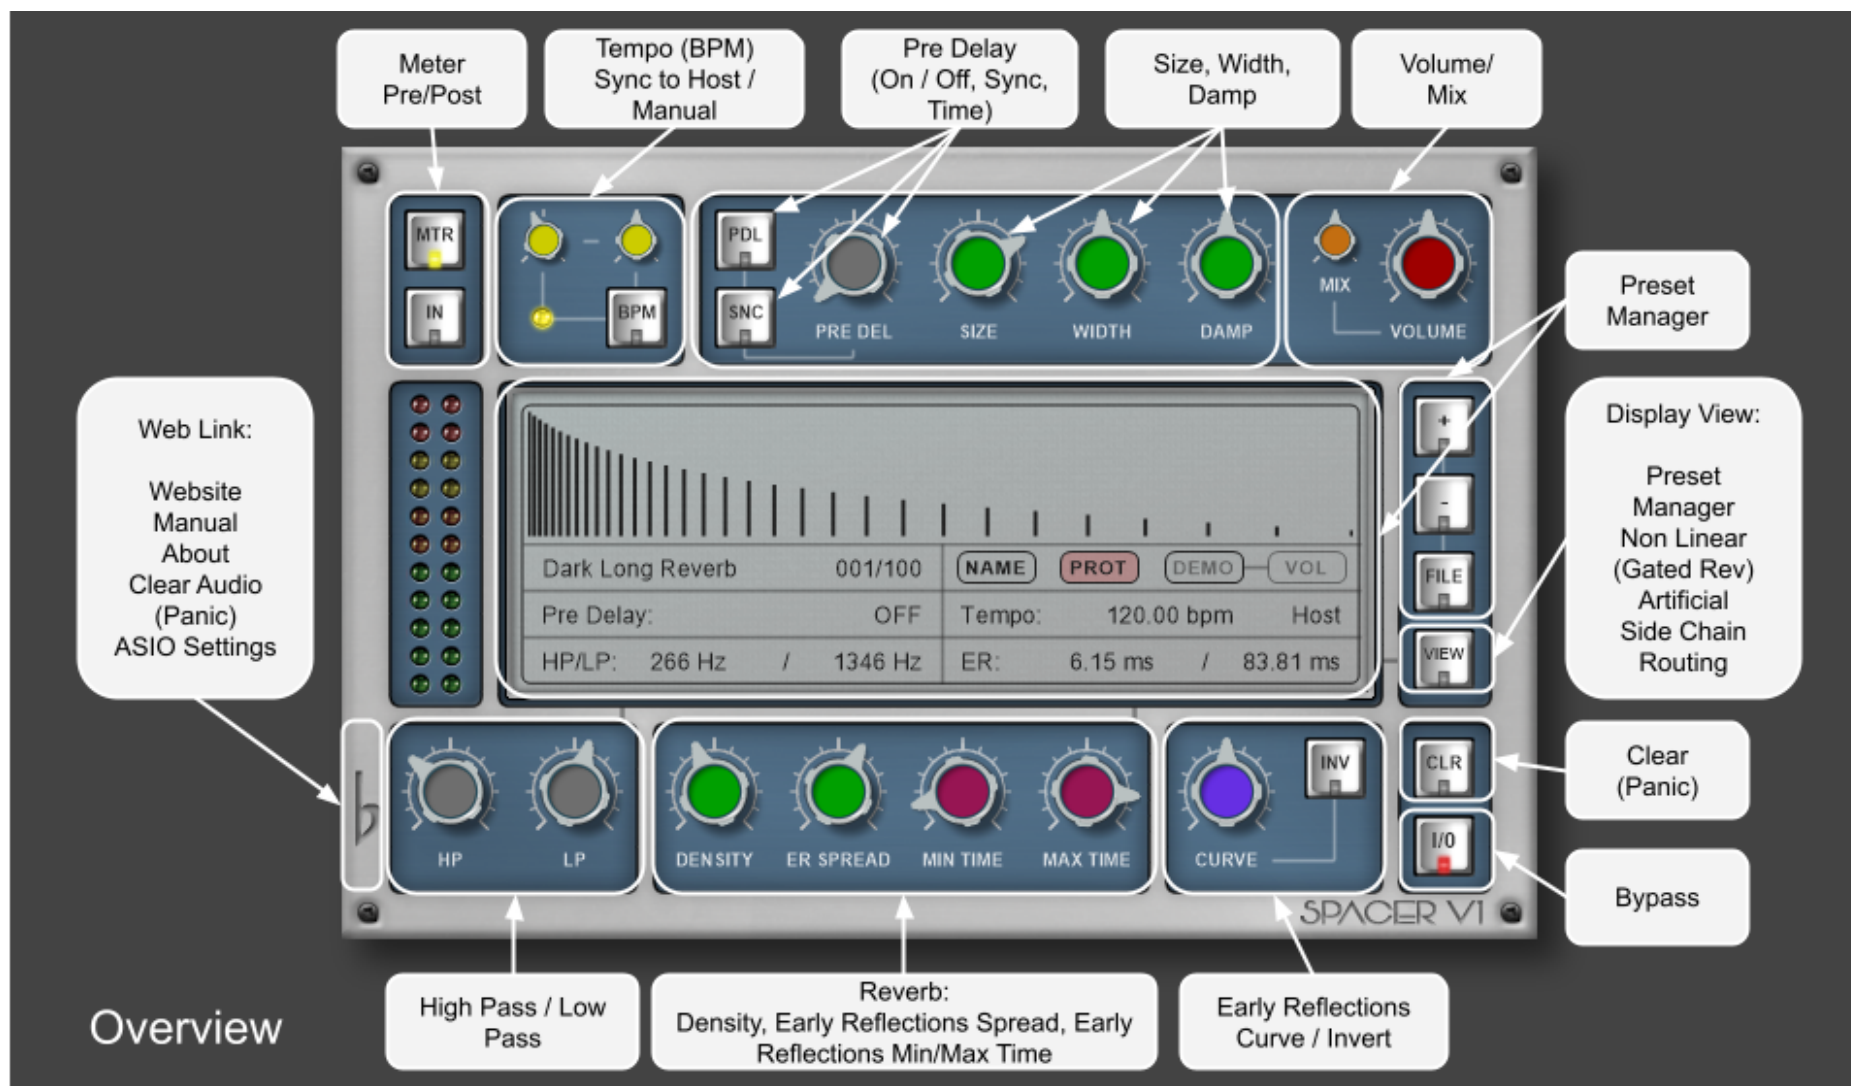 Meter
Pre/Post
Tempo (BPM)
Sync to Host /
Manual
Pre Delay
(On / Off, Sync,
Time)
Size, Width,
Damp
Volume/
Mix
MTR
IN
BPM
PDL
SNC
PRE DEL
SIZE
WIDTH
DAMP
MIX
VOLUME
Preset
Manager
Web Link:
Website
Manual
About
Clear Audio
(Panic)
ASIO Settings
Dark Long Reverb 001/100 NAME PROT DEMO VOL
Pre Delay: OFF Tempo: 120.00 bpm Host
HP/LP: 266 Hz / 1346 Hz ER: 6.15 ms / 83.81 ms
+
-
FILE
VIEW
Display View:
Preset
Manager
Non Linear
(Gated Rev)
Artificial
Side Chain
Routing
HP
LP
DENSITY
ER SPREAD
MIN TIME
MAX TIME
CURVE
INV
CLR
I/O
SPACER V1
Clear
(Panic)
Bypass
Overview
High Pass / Low
Pass
Reverb:
Density, Early Reflections Spread, Early
Reflections Min/Max Time
Early Reflections
Curve / Invert